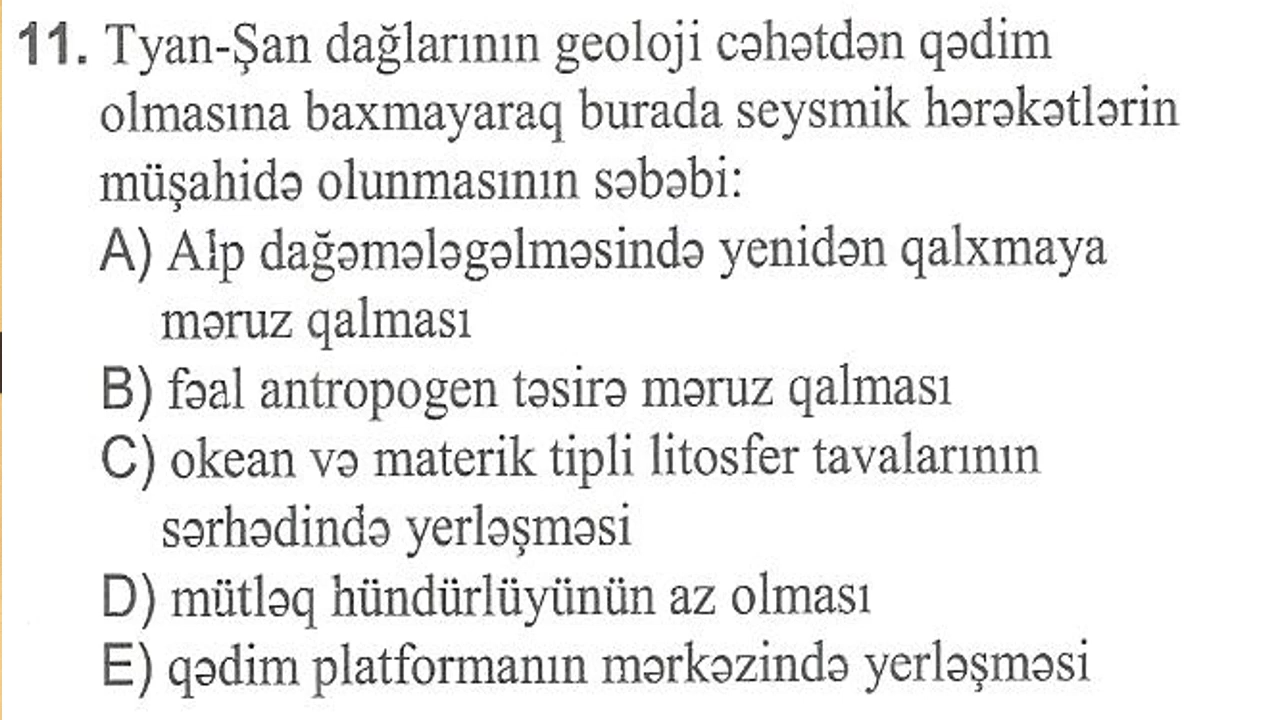 11. Tyan-Şan dağlarının geoloji cəhətdən qədim
olmasına baxmayaraq burada seysmik hərəkətlərin
müşahidə olunmasının səbəbi:
A) Alp dağəmələgəlməsində yenidən qalxmaya
məruz qalması
B) fəal antropogen təsirə məruz qalması
C) okean və materik tipli litosfer tavalarının
sərhədində yerləşməsi
D) mütləq hündürlüyünün az olması
E) qədim platformanın mərkəzində yerləşməsi